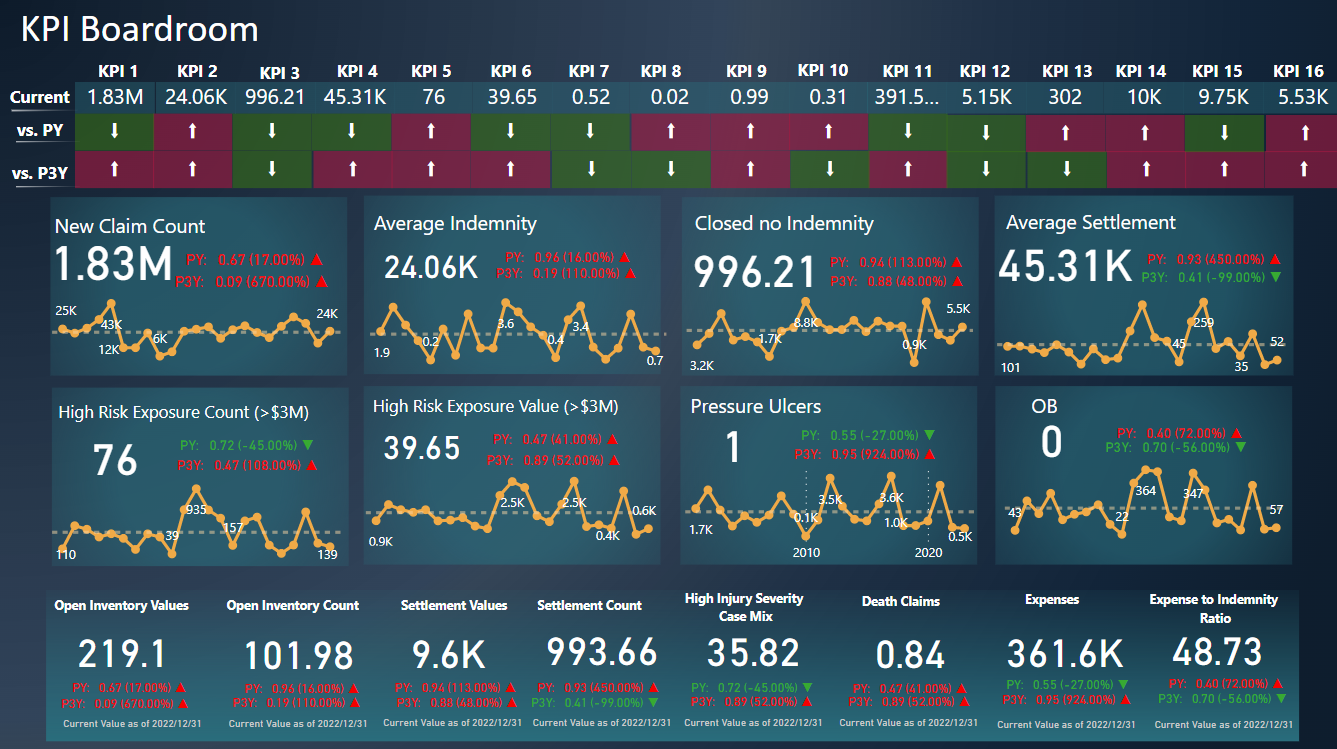 KPI Boardroom
KPI 1 KPI 2 KPI 3 KPI 4 KPI 5 KPI 6 KPI 7 KPI 8 KPI 9 KPI 10 KPI 11 KPI 12 KPI 13 KPI 14 KPI 15 KPI 16
Current 1.83M 24.06K 996.21 45.31K 76 39.65 0.52 0.02 0.99 0.31 391.5... 5.15K 302 10K 9.75K 5.53K
vs. PY ⬇ ⬆ ⬇ ⬇ ⬆ ⬇ ⬇ ⬆ ⬆ ⬆ ⬇ ⬇ ⬆ ⬆ ⬇ ⬆
vs. P3Y ⬆ ⬆ ⬇ ⬆ ⬆ ⬆ ⬇ ⬇ ⬆ ⬇ ⬆ ⬇ ⬇ ⬆ ⬆ ⬆
New Claim Count
1.83M
PY: 0.67 (17.00%) ▲
P3Y: 0.09 (670.00%) ▲
25K
43K
12K
6K
24K
Average Indemnity
24.06K
PY: 0.96 (16.00%) ▲
P3Y: 0.19 (110.00%) ▲
1.9
0.2
3.6
0.4
3.4
0.7
Closed no Indemnity
996.21
PY: 0.94 (113.00%) ▲
P3Y: 0.88 (48.00%) ▲
3.2K
1.7K
8.8K
0.9K
5.5K
Average Settlement
45.31K
PY: 0.93 (450.00%) ▲
P3Y: 0.41 (-99.00%) ▼
101
45
259
35
52
High Risk Exposure Count (>$3M)
76
PY: 0.72 (-45.00%) ▼
P3Y: 0.47 (108.00%) ▲
110
39
935
157
139
High Risk Exposure Value (>$3M)
39.65
PY: 0.47 (41.00%) ▲
P3Y: 0.89 (52.00%) ▲
0.9K
2.5K
2.5K
0.4K
0.6K
Pressure Ulcers
1
PY: 0.55 (-27.00%) ▼
P3Y: 0.95 (924.00%) ▲
1.7K
0.1K
3.5K
3.6K
1.0K
0.5K
2010 2020
OB
0
PY: 0.40 (72.00%) ▲
P3Y: 0.70 (-56.00%) ▼
43
22
364
347
57
Open Inventory Values
219.1
PY: 0.67 (17.00%) ▲
P3Y: 0.09 (670.00%) ▲
Current Value as of 2022/12/31
Open Inventory Count
101.98
PY: 0.96 (16.00%) ▲
P3Y: 0.19 (110.00%) ▲
Current Value as of 2022/12/31
Settlement Values
9.6K
PY: 0.94 (113.00%) ▲
P3Y: 0.88 (48.00%) ▲
Current Value as of 2022/12/31
Settlement Count
993.66
PY: 0.93 (450.00%) ▲
P3Y: 0.41 (-99.00%) ▼
Current Value as of 2022/12/31
High Injury Severity
Case Mix
35.82
PY: 0.72 (-45.00%) ▼
P3Y: 0.89 (52.00%) ▲
Current Value as of 2022/12/31
Death Claims
0.84
PY: 0.47 (41.00%) ▲
P3Y: 0.89 (52.00%) ▲
Current Value as of 2022/12/31
Expenses
361.6K
PY: 0.55 (-27.00%) ▼
P3Y: 0.95 (924.00%) ▲
Current Value as of 2022/12/31
Expense to Indemnity
Ratio
48.73
PY: 0.40 (72.00%) ▲
P3Y: 0.70 (-56.00%) ▼
Current Value as of 2022/12/31